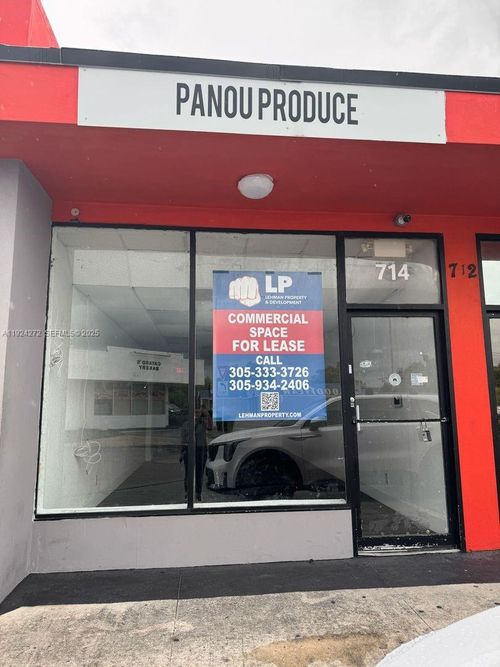 PANOU PRODUCE
714
712
LP
LEHMAN PROPERTY
& DEVELOPMENT
COMMERCIAL
SPACE
FOR LEASE
CALL
305-333-3726
305-934-2406
LEHMANPROPERTY.COM
BAKERY
A11924272 SEFMLS©2025